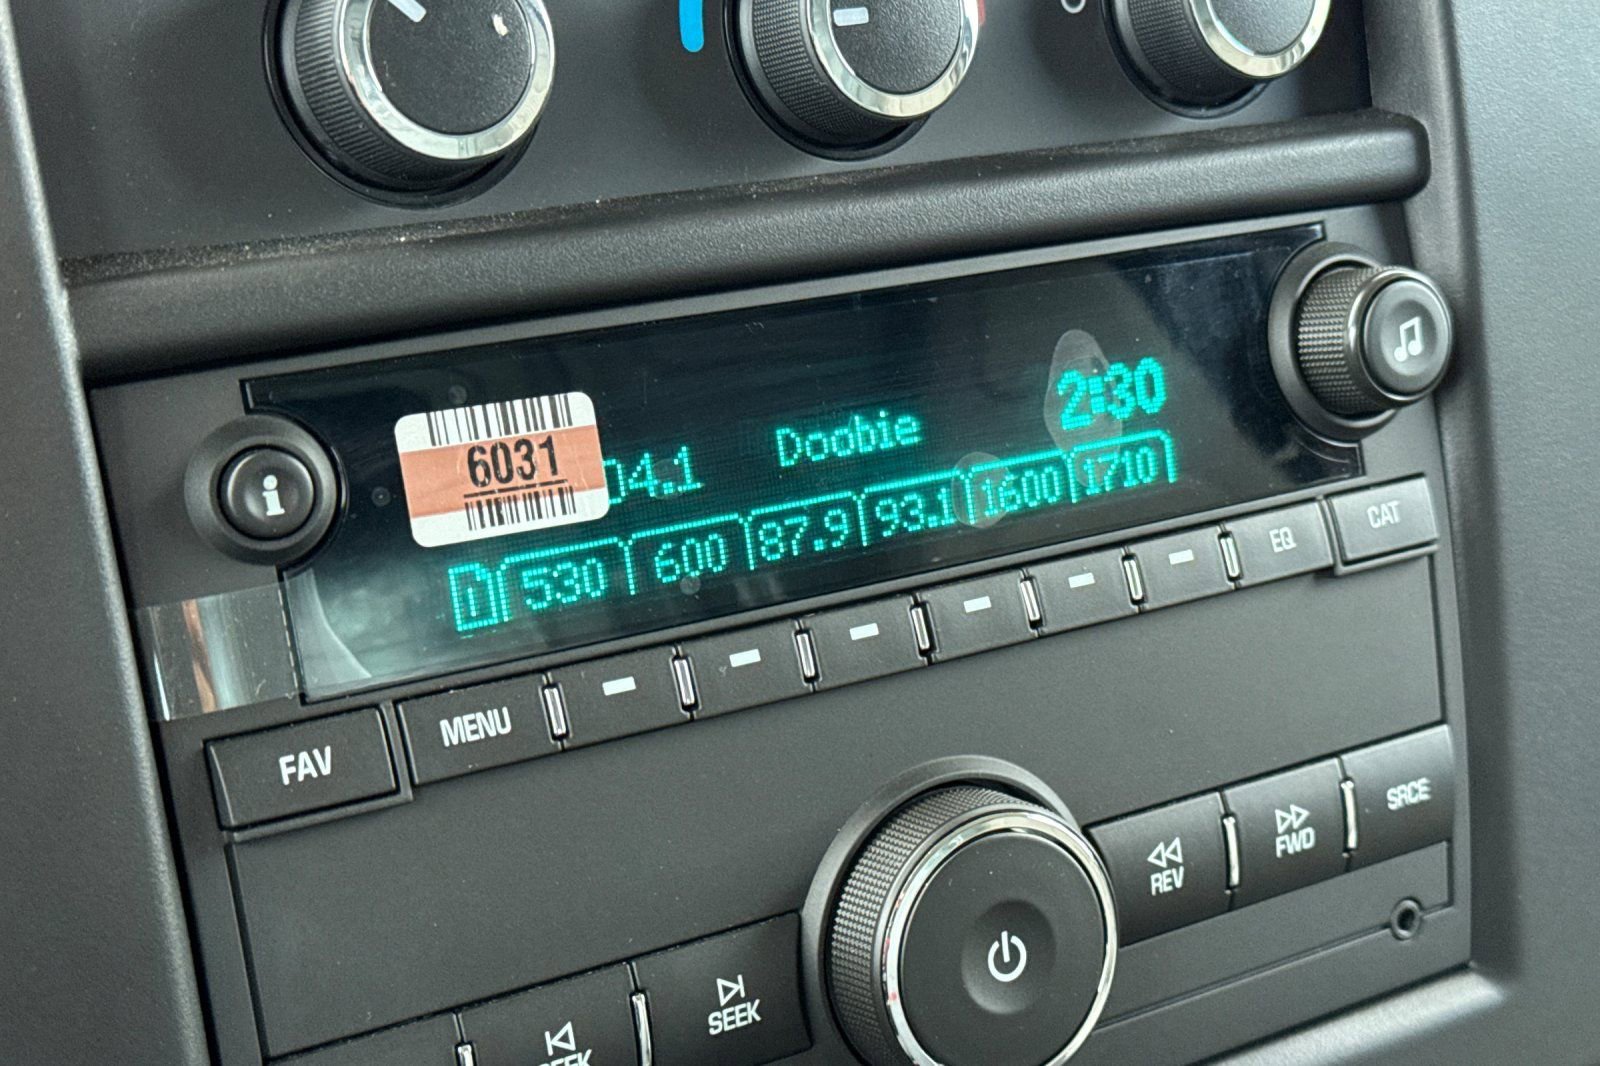 6031
04.1
Doobie
2:30
1 530 600 87.9 93.1 1600 1710
i
FAV
MENU
EQ
CAT
REV
FWD
SRCE
SEEK
SEEK